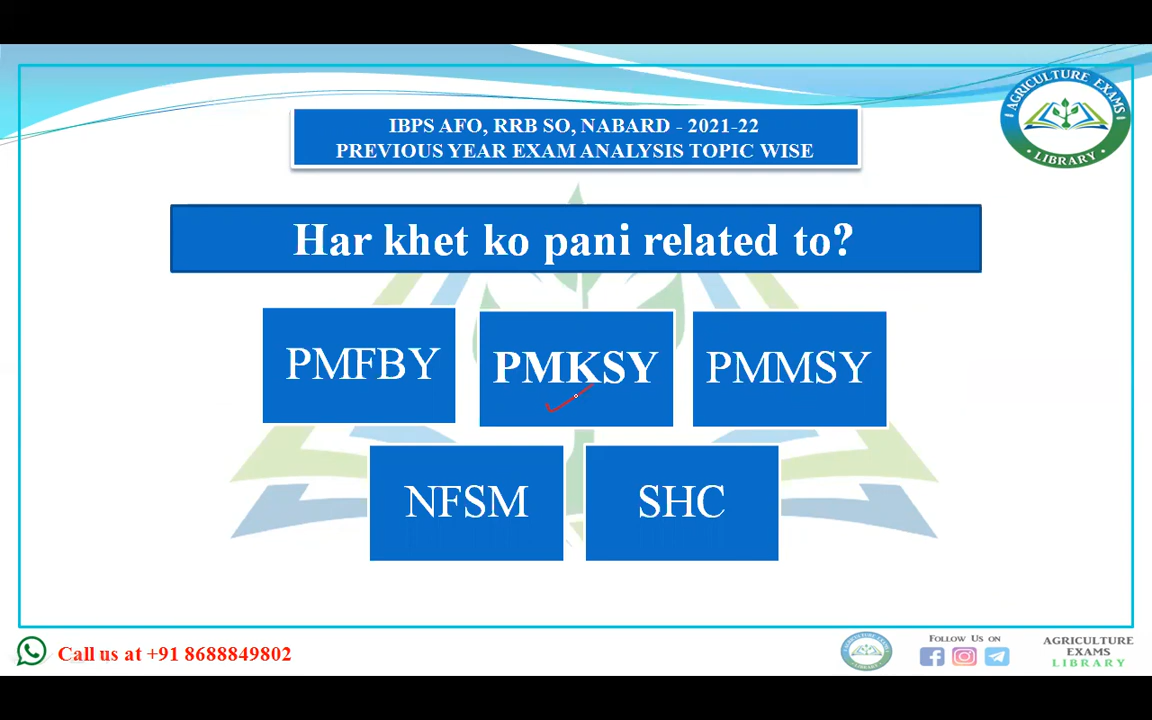 IBPS AFO, RRB SO, NABARD - 2021-22
PREVIOUS YEAR EXAM ANALYSIS TOPIC WISE
AGRICULTURE EXAMS
LIBRARY
Har khet ko pani related to?
PMFBY
PMKSY
PMMSY
NFSM
SHC
Call us at +91 8688849802
FOLLOW US ON
AGRICULTURE
EXAMS
LIBRARY